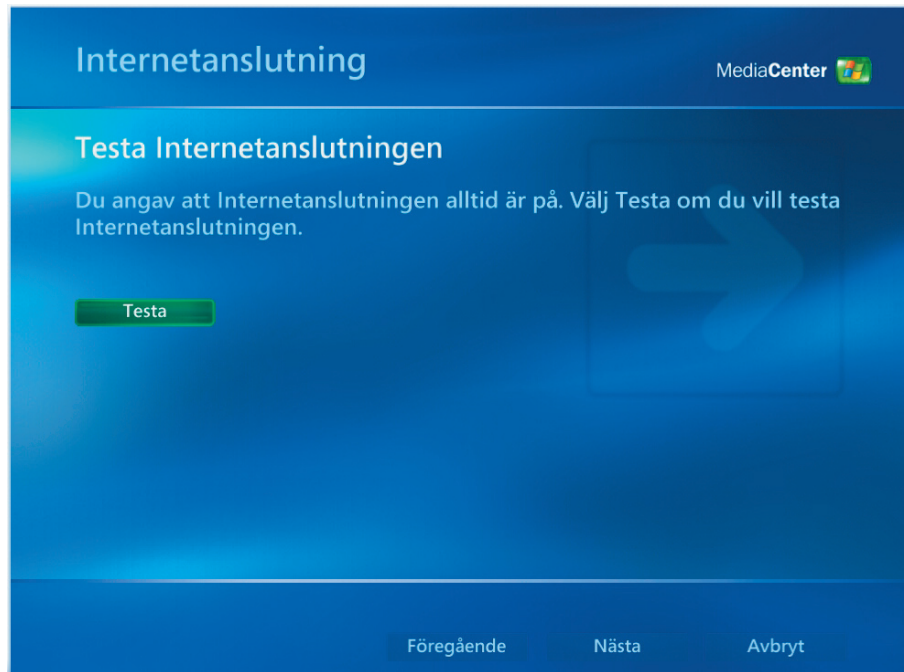 Internetanslutning
MediaCenter
Testa Internetanslutningen
Du angav att Internetanslutningen alltid är på. Välj Testa om du vill testa
Internetanslutningen.
Testa
Föregående Nästa Avbryt